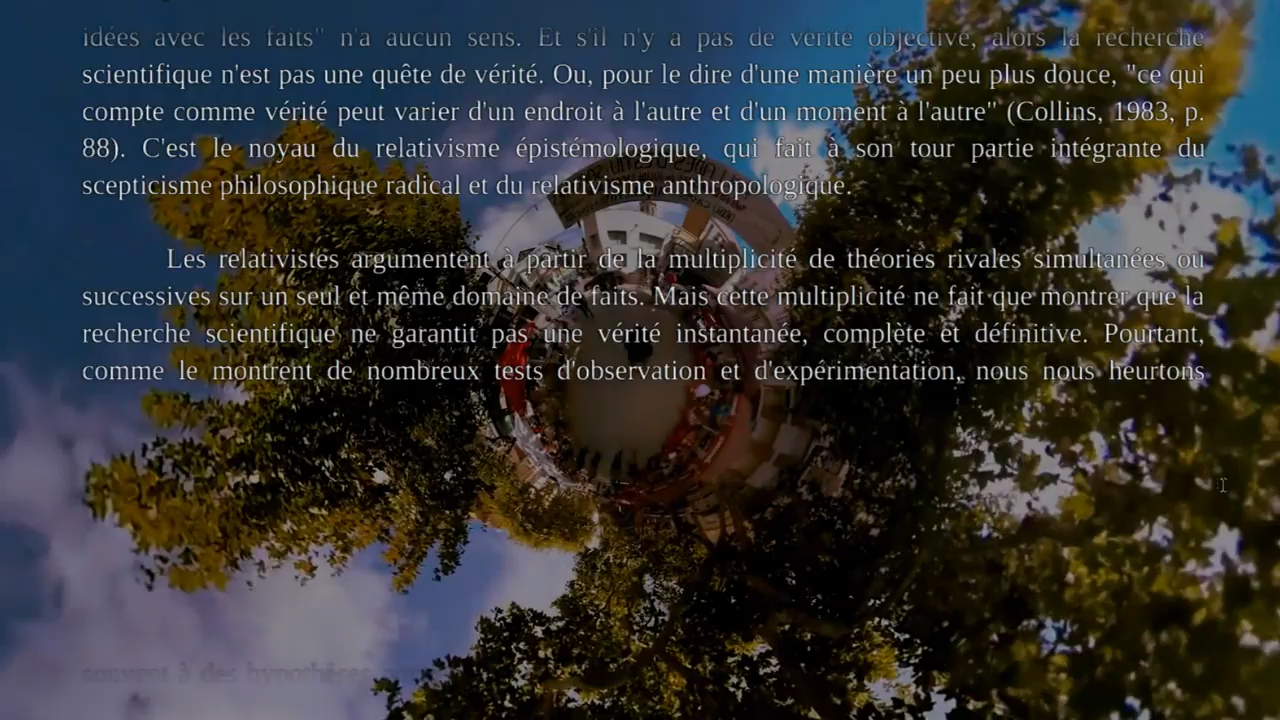 idées avec les faits" n'a aucun sens. Et s'il n'y a pas de vérité objective, alors la recherche
scientifique n'est pas une quête de vérité. Ou, pour le dire d'une manière un peu plus douce, "ce qui
compte comme vérité peut varier d'un endroit à l'autre et d'un moment à l'autre" (Collins, 1983, p.
88). C'est le noyau du relativisme épistémologique, qui fait à son tour partie intégrante du
scepticisme philosophique radical et du relativisme anthropologique.
Les relativistes argumentent à partir de la multiplicité de théories rivales simultanées ou
successives sur un seul et même domaine de faits. Mais cette multiplicité ne fait que montrer que la
recherche scientifique ne garantit pas une vérité instantanée, complète et définitive. Pourtant,
comme le montrent de nombreux tests d'observation et d'expérimentation, nous nous heurtons
souvent à des hypothèses